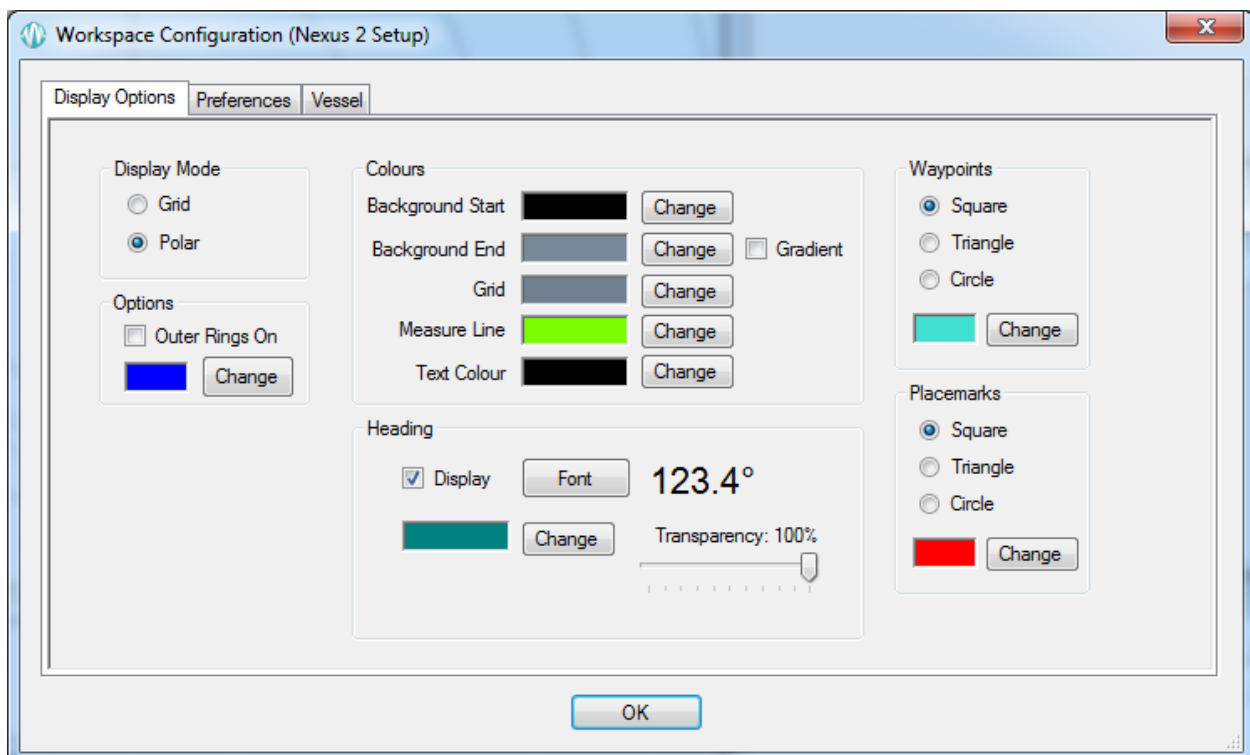 Workspace Configuration (Nexus 2 Setup)
Display Options Preferences Vessel
Display Mode
Grid
Polar
Options
Outer Rings On
Change
Colours
Background Start Change
Background End Change Gradient
Grid Change
Measure Line Change
Text Colour Change
Heading
Display Font 123.4°
Change Transparency: 100%
Waypoints
Square
Triangle
Circle
Change
Placemarks
Square
Triangle
Circle
Change
OK